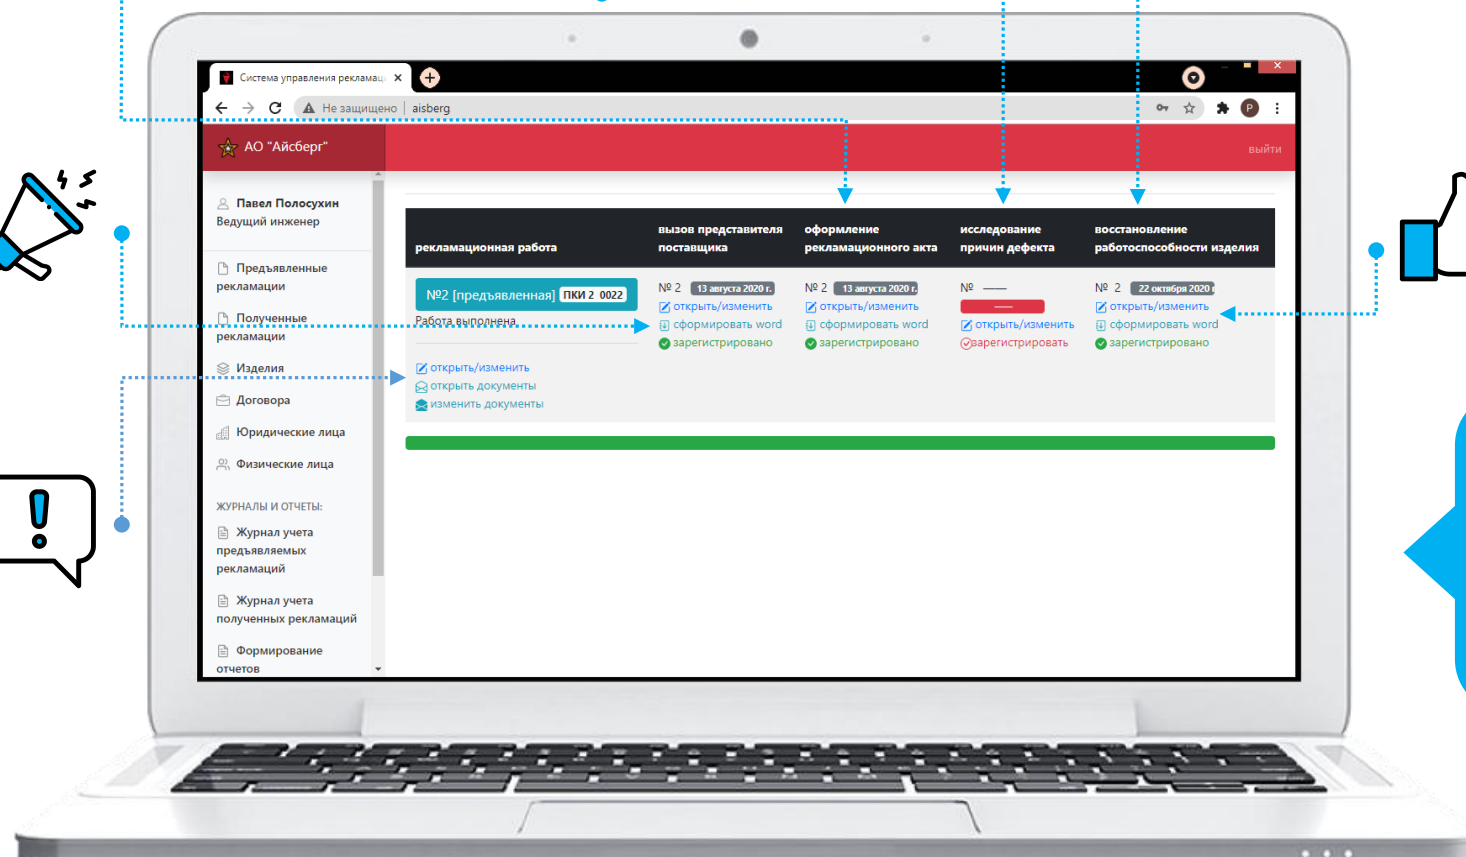 Система управления рекламац
Не защищено | aisberg
P
АО "Айсберг"
выйти
Павел Полосухин
Ведущий инженер
Предъявленные
рекламации
Полученные
рекламации
Изделия
Договора
Юридические лица
Физические лица
ЖУРНАЛЫ И ОТЧЕТЫ:
Журнал учета
предъявляемых
рекламаций
Журнал учета
полученных рекламаций
Формирование
отчетов
рекламационная работа
вызов представителя
поставщика
оформление
рекламационного акта
исследование
причин дефекта
восстановление
работоспособности изделия
№2 [предъявленная] ПКИ 2 0022
Работа выполнена
открыть/изменить
открыть документы
изменить документы
№ 2 13 августа 2020 г.
открыть/изменить
сформировать word
зарегистрировано
№ 2 13 августа 2020 г.
открыть/изменить
сформировать word
зарегистрировано
№ ——
——
открыть/изменить
зарегистрировать
№ 2 22 октября 2020 г
открыть/изменить
сформировать word
зарегистрировано